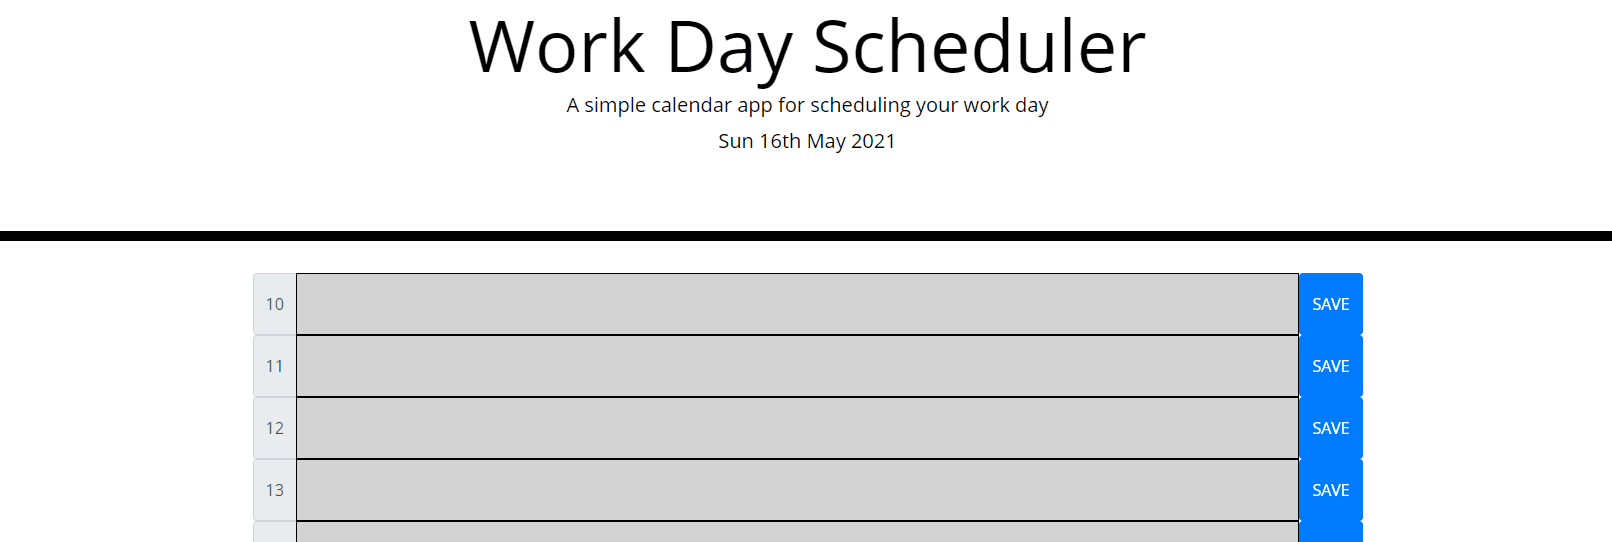 Work Day Scheduler
A simple calendar app for scheduling your work day
Sun 16th May 2021
10 SAVE
11 SAVE
12 SAVE
13 SAVE